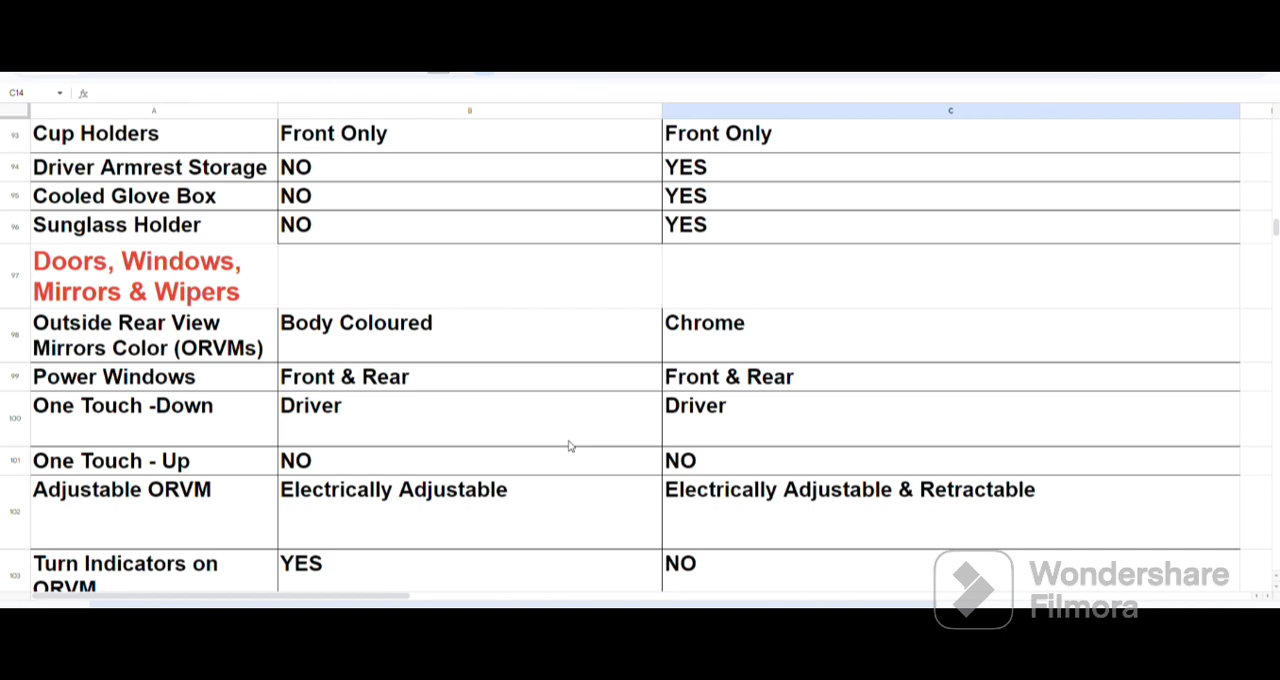 C14
fx
A B C
93 Cup Holders Front Only Front Only
94 Driver Armrest Storage NO YES
95 Cooled Glove Box NO YES
96 Sunglass Holder NO YES
97 Doors, Windows,
Mirrors & Wipers
98 Outside Rear View Body Coloured Chrome
Mirrors Color (ORVMs)
99 Power Windows Front & Rear Front & Rear
100 One Touch -Down Driver Driver
101 One Touch - Up NO NO
102 Adjustable ORVM Electrically Adjustable Electrically Adjustable & Retractable
103 Turn Indicators on YES NO
ORVM
Wondershare
Filmora